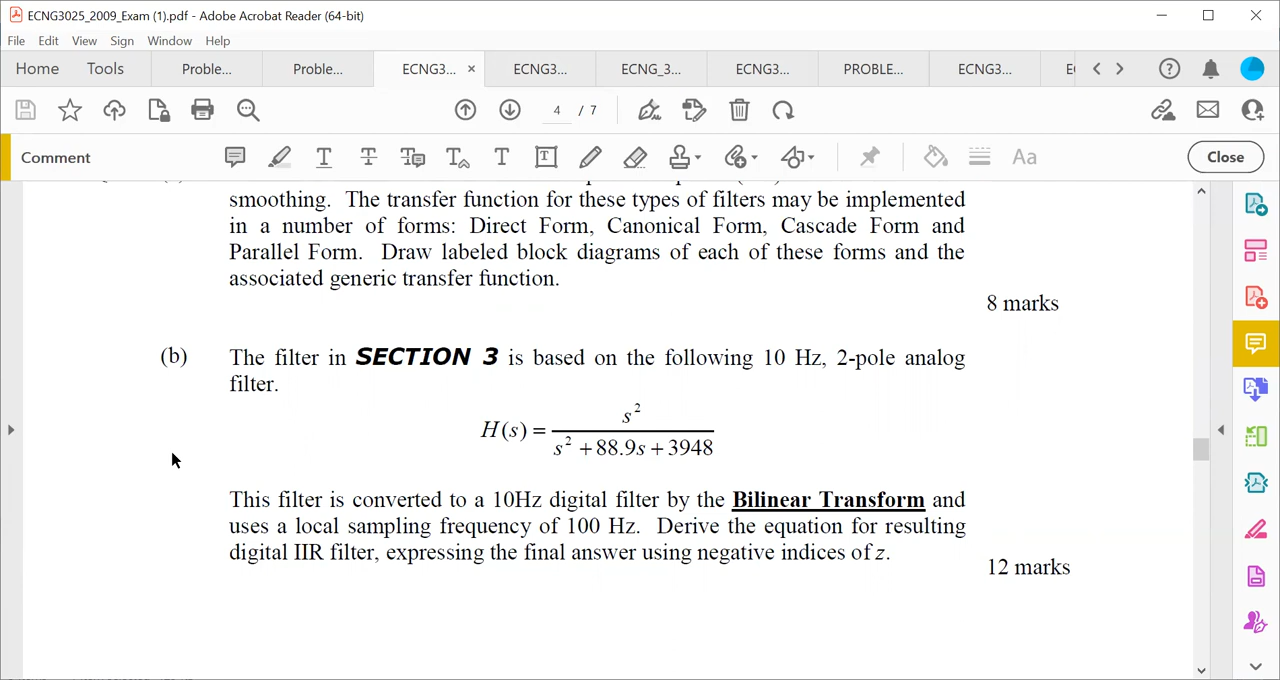 ECNG3025_2009_Exam (1).pdf - Adobe Acrobat Reader (64-bit)
File Edit View Sign Window Help
Home Tools Proble... Proble... ECNG3... × ECNG3... ECNG_3... ECNG3... PROBLE... ECNG3...
4 / 7
Comment Close
smoothing. The transfer function for these types of filters may be implemented
in a number of forms: Direct Form, Canonical Form, Cascade Form and
Parallel Form. Draw labeled block diagrams of each of these forms and the
associated generic transfer function.
8 marks
(b) The filter in SECTION 3 is based on the following 10 Hz, 2-pole analog
filter.
H(s) = s² / (s² + 88.9s + 3948)
This filter is converted to a 10Hz digital filter by the Bilinear Transform and
uses a local sampling frequency of 100 Hz. Derive the equation for resulting
digital IIR filter, expressing the final answer using negative indices of z.
12 marks